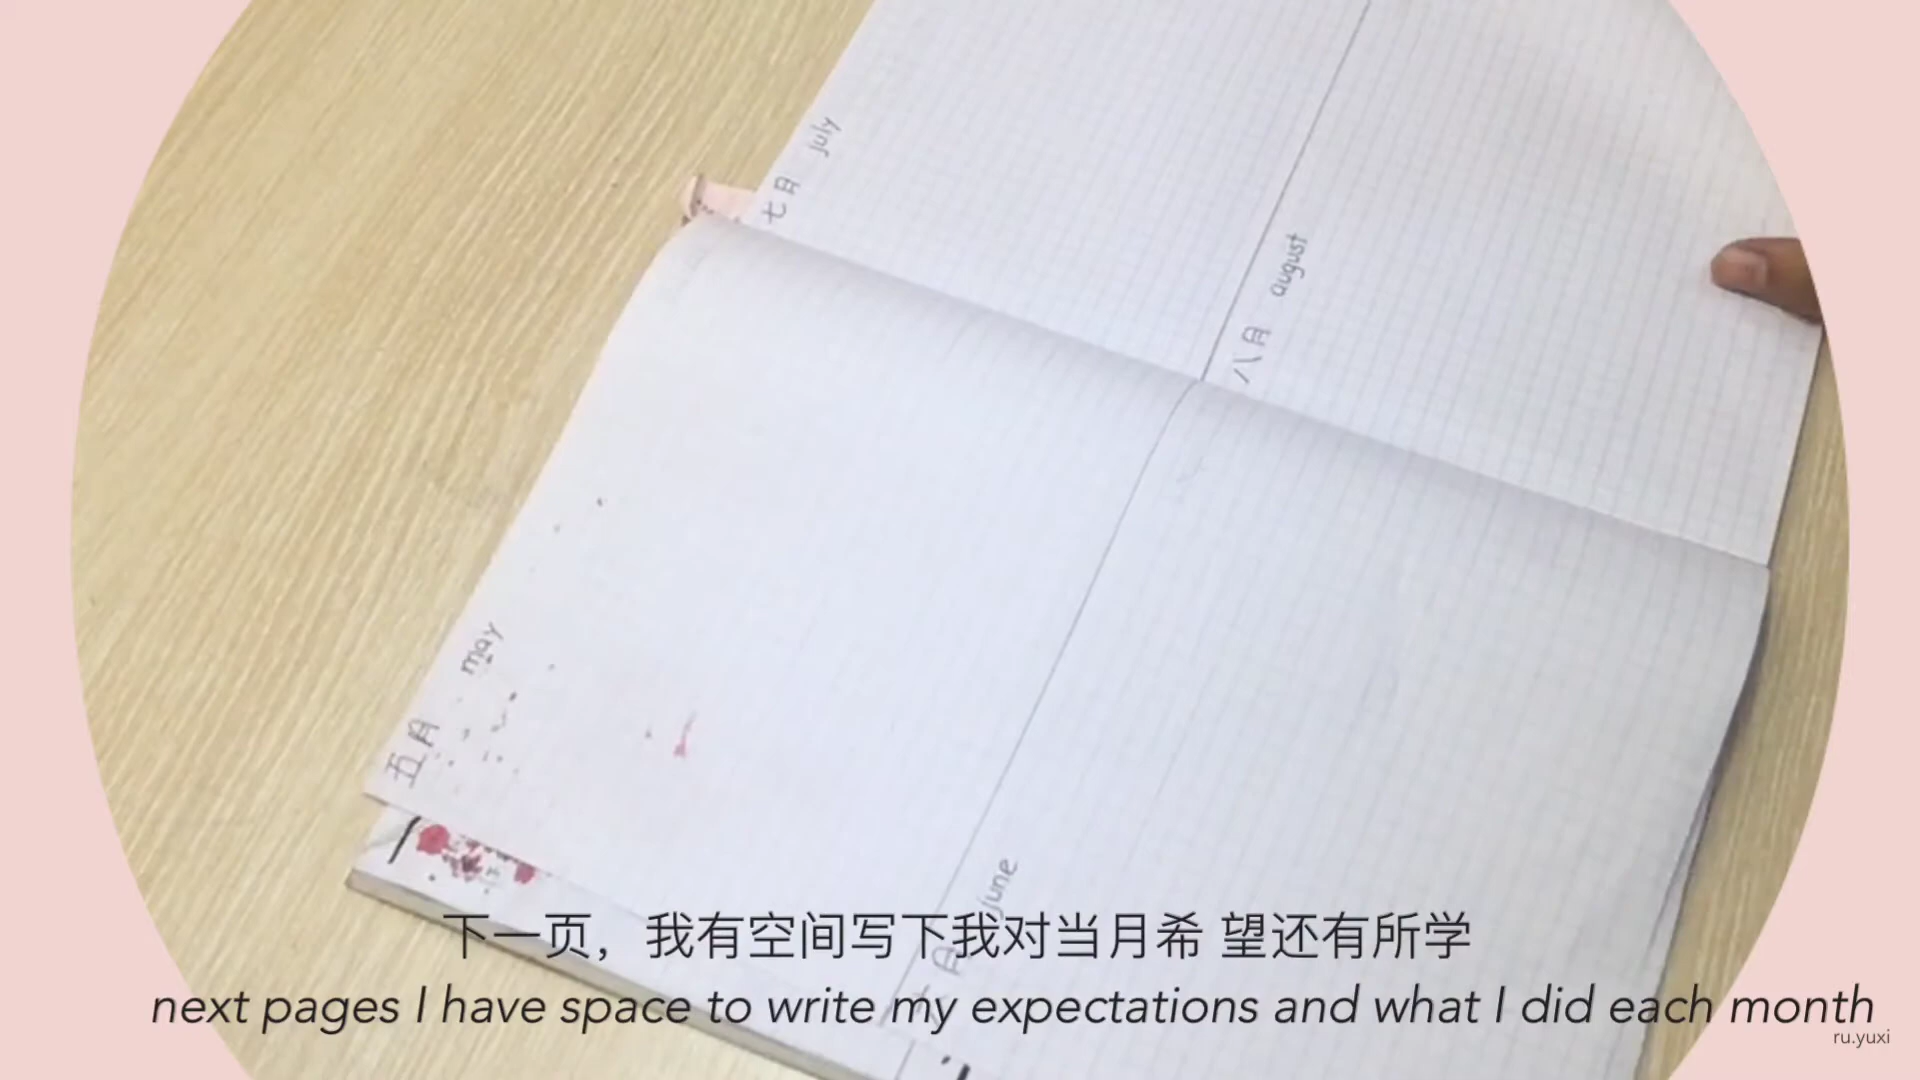 七月 july
八月 august
五月 may
六月 june
下一页，我有空间写下我对当月希 望还有所学
next pages I have space to write my expectations and what I did each month
ru.yuxi